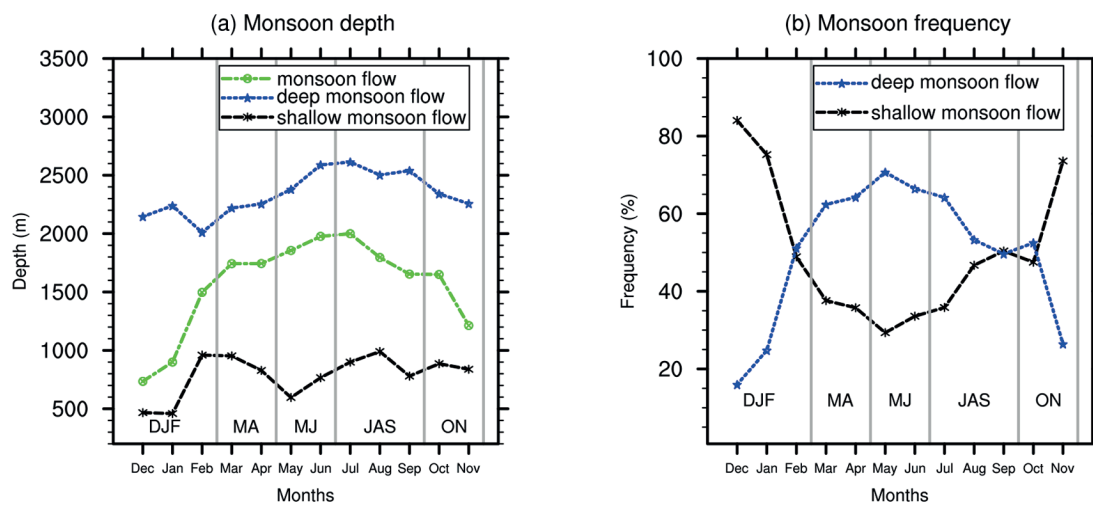 (a) Monsoon depth
3500
3000
2500
2000
1500
1000
500
Depth (m)
monsoon flow
deep monsoon flow
shallow monsoon flow
DJF MA MJ JAS ON
Dec Jan Feb Mar Apr May Jun Jul Aug Sep Oct Nov
Months
(b) Monsoon frequency
100
80
60
40
20
Frequency (%)
deep monsoon flow
shallow monsoon flow
DJF MA MJ JAS ON
Dec Jan Feb Mar Apr May Jun Jul Aug Sep Oct Nov
Months